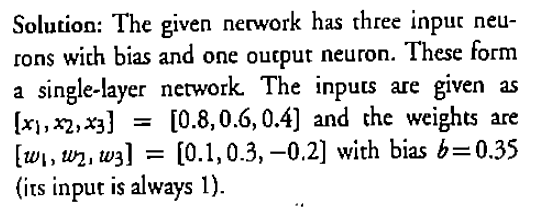 Solution: The given network has three input neu-
rons with bias and one output neuron. These form
a single-layer network. The inputs are given as
[x₁, x₂, x₃] = [0.8, 0.6, 0.4] and the weights are
[w₁, w₂, w₃] = [0.1, 0.3, −0.2] with bias b = 0.35
(its input is always 1).